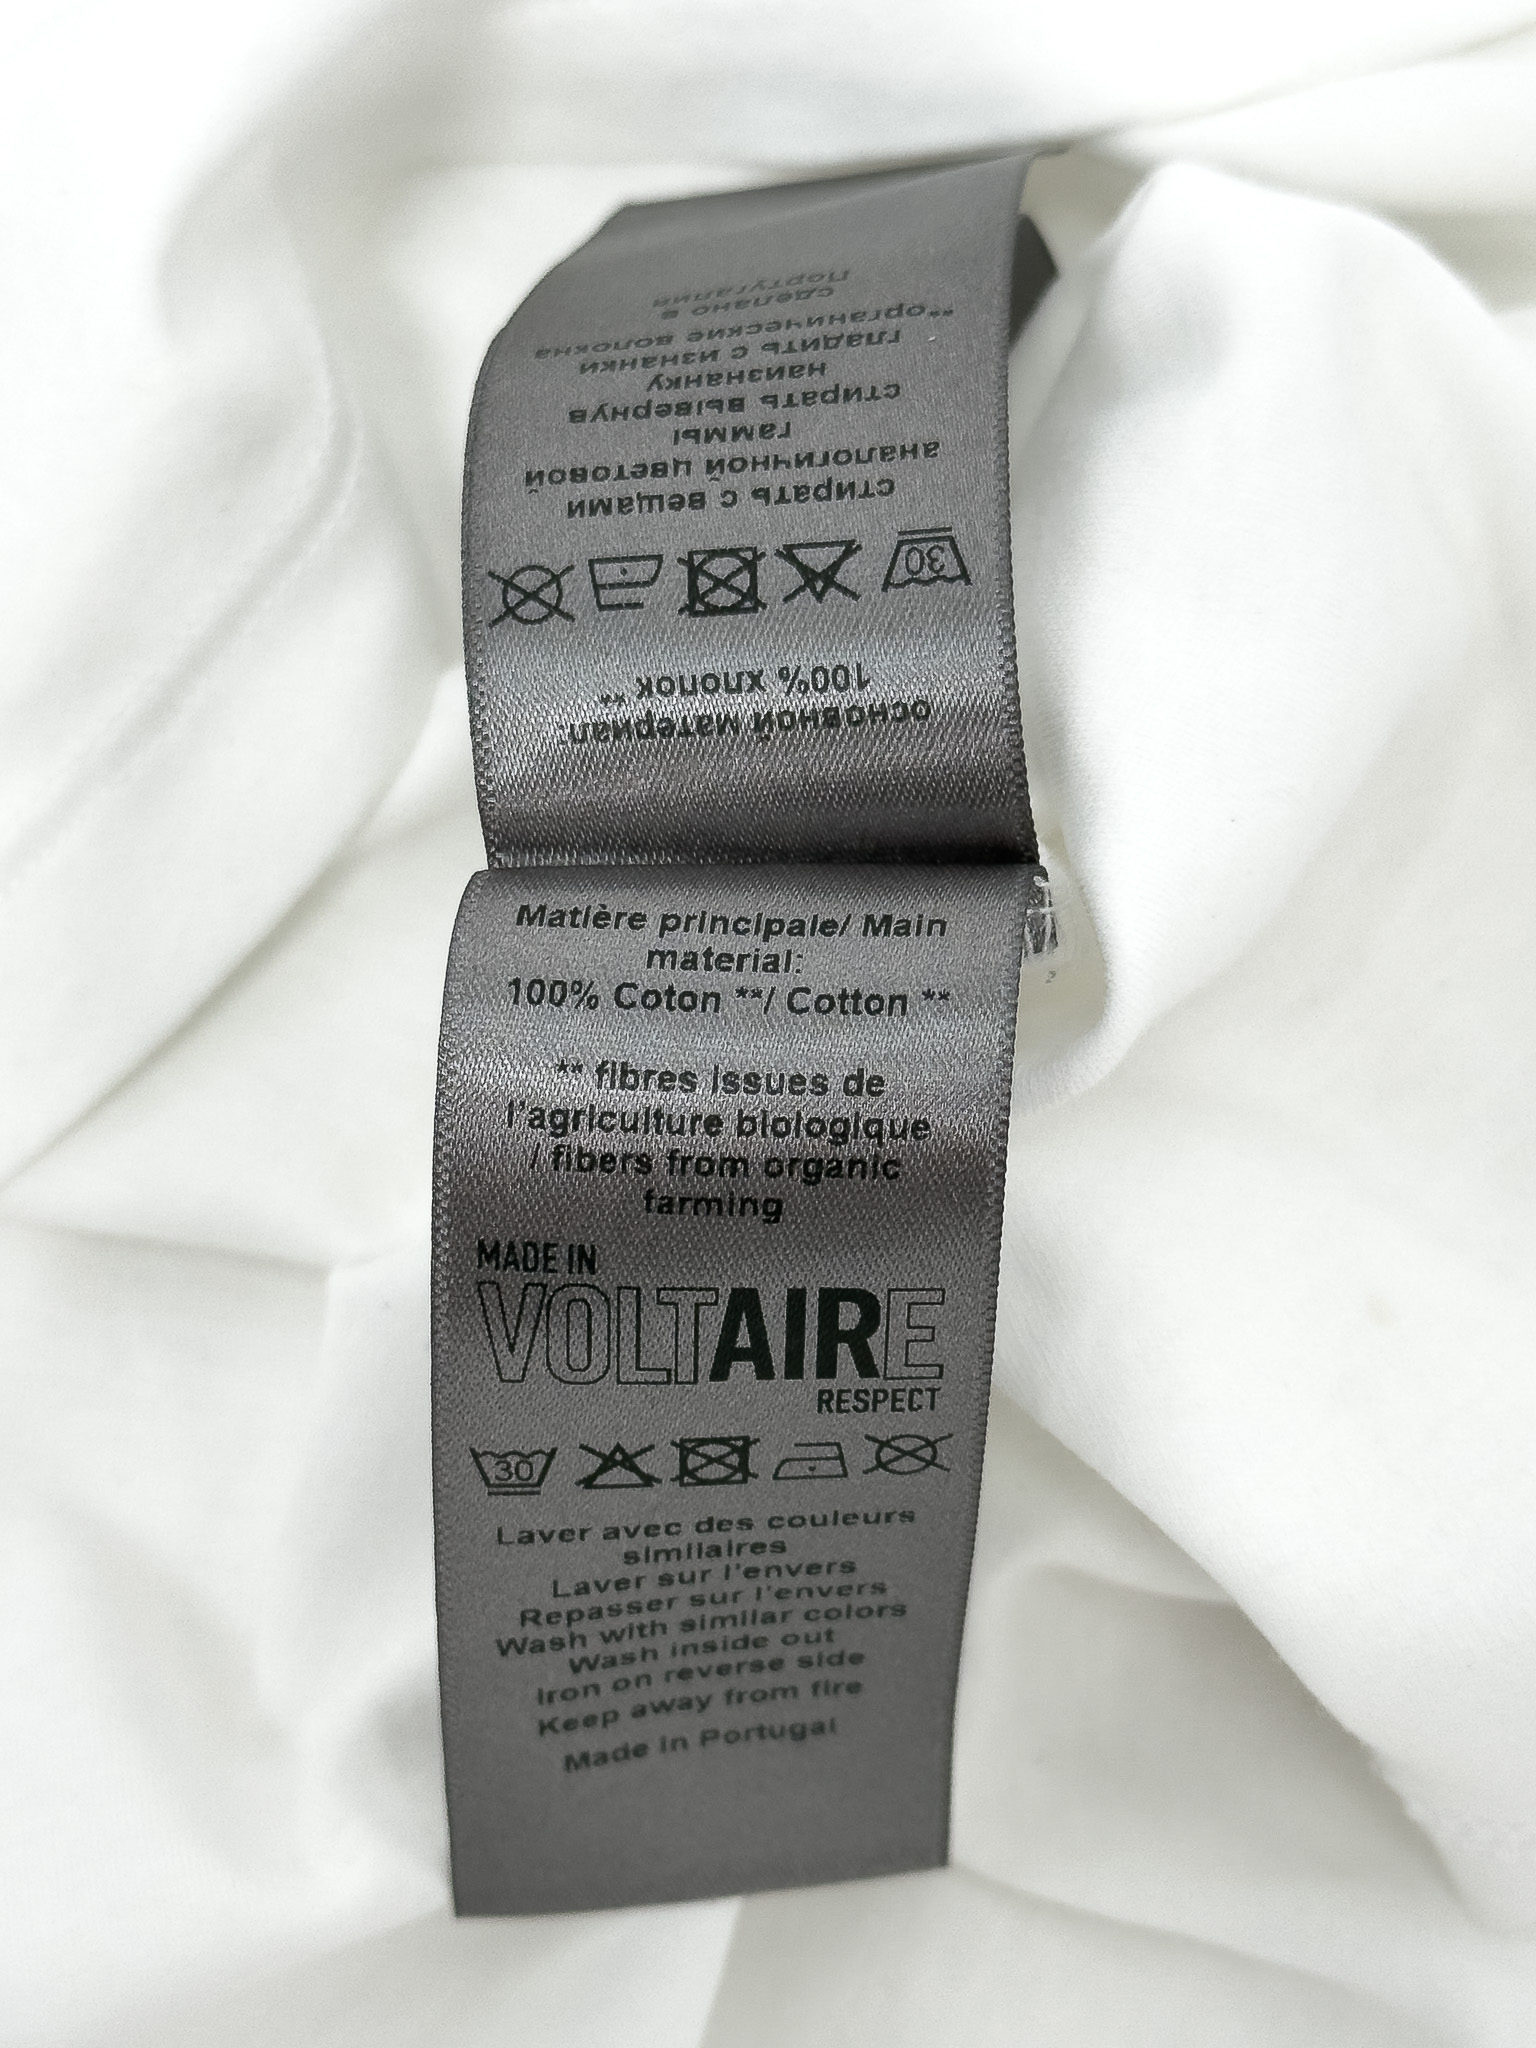 основной материал:
100% хлопок **
30
стирать с вещами
аналогичной цветовой
гаммы
стирать вывернув
наизнанку
гладить с изнанки
**органические волокна
сделано в
португалии
Matière principale/ Main
material:
100% Coton **/ Cotton **
** fibres issues de
l'agriculture biologique
/ fibers from organic
farming
MADE IN
VOLTAIRE
RESPECT
30
Laver avec des couleurs
similaires
Laver sur l'envers
Repasser sur l'envers
Wash with similar colors
Wash inside out
Iron on reverse side
Keep away from fire
Made in Portugal